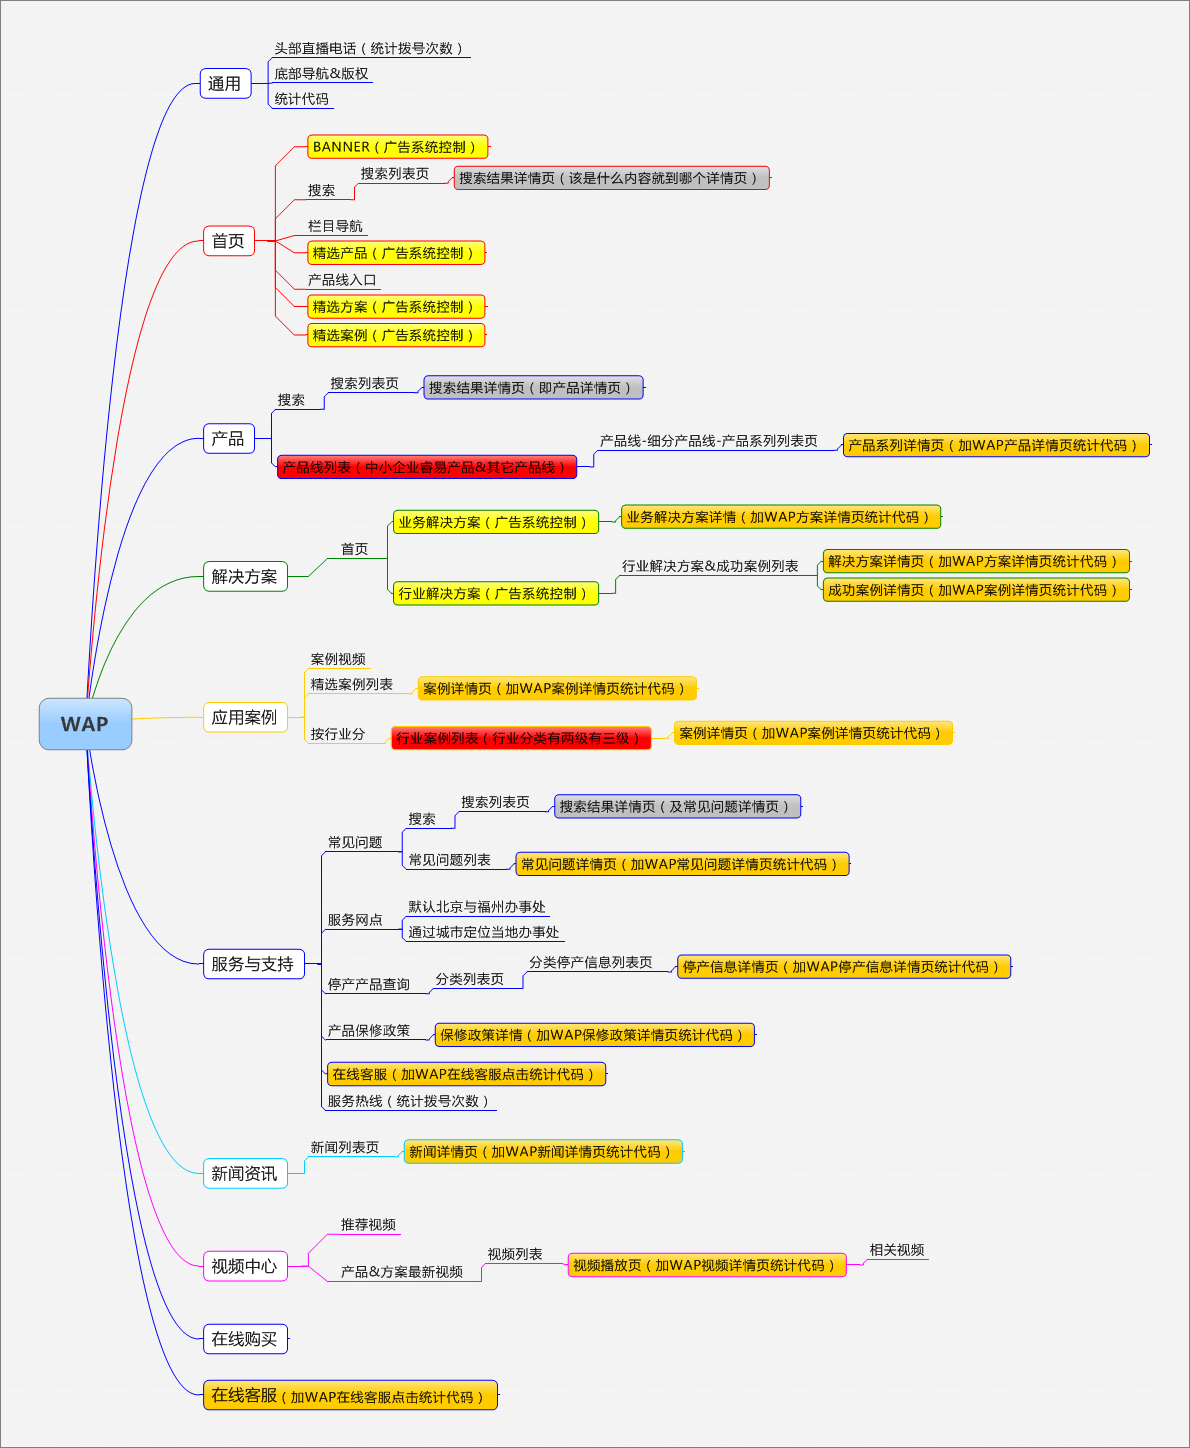 WAP
通用
头部直播电话（统计拨号次数）
底部导航&版权
统计代码
首页
BANNER（广告系统控制）
搜索
搜索列表页
搜索结果详情页（该是什么内容就到哪个详情页）
栏目导航
精选产品（广告系统控制）
产品线入口
精选方案（广告系统控制）
精选案例（广告系统控制）
产品
搜索
搜索列表页
搜索结果详情页（即产品详情页）
产品线列表（中小企业睿易产品&其它产品线）
产品线-细分产品线-产品系列列表页
产品系列详情页（加WAP产品详情页统计代码）
解决方案
首页
业务解决方案（广告系统控制）
业务解决方案详情（加WAP方案详情页统计代码）
行业解决方案（广告系统控制）
行业解决方案&成功案例列表
解决方案详情页（加WAP方案详情页统计代码）
成功案例详情页（加WAP案例详情页统计代码）
应用案例
案例视频
精选案例列表
案例详情页（加WAP案例详情页统计代码）
按行业分
行业案例列表（行业分类有两级有三级）
案例详情页（加WAP案例详情页统计代码）
服务与支持
常见问题
搜索
搜索列表页
搜索结果详情页（及常见问题详情页）
常见问题列表
常见问题详情页（加WAP常见问题详情页统计代码）
服务网点
默认北京与福州办事处
通过城市定位当地办事处
停产产品查询
分类列表页
分类停产信息列表页
停产信息详情页（加WAP停产信息详情页统计代码）
产品保修政策
保修政策详情（加WAP保修政策详情页统计代码）
在线客服（加WAP在线客服点击统计代码）
服务热线（统计拨号次数）
新闻资讯
新闻列表页
新闻详情页（加WAP新闻详情页统计代码）
视频中心
推荐视频
产品&方案最新视频
视频列表
视频播放页（加WAP视频详情页统计代码）
相关视频
在线购买
在线客服（加WAP在线客服点击统计代码）